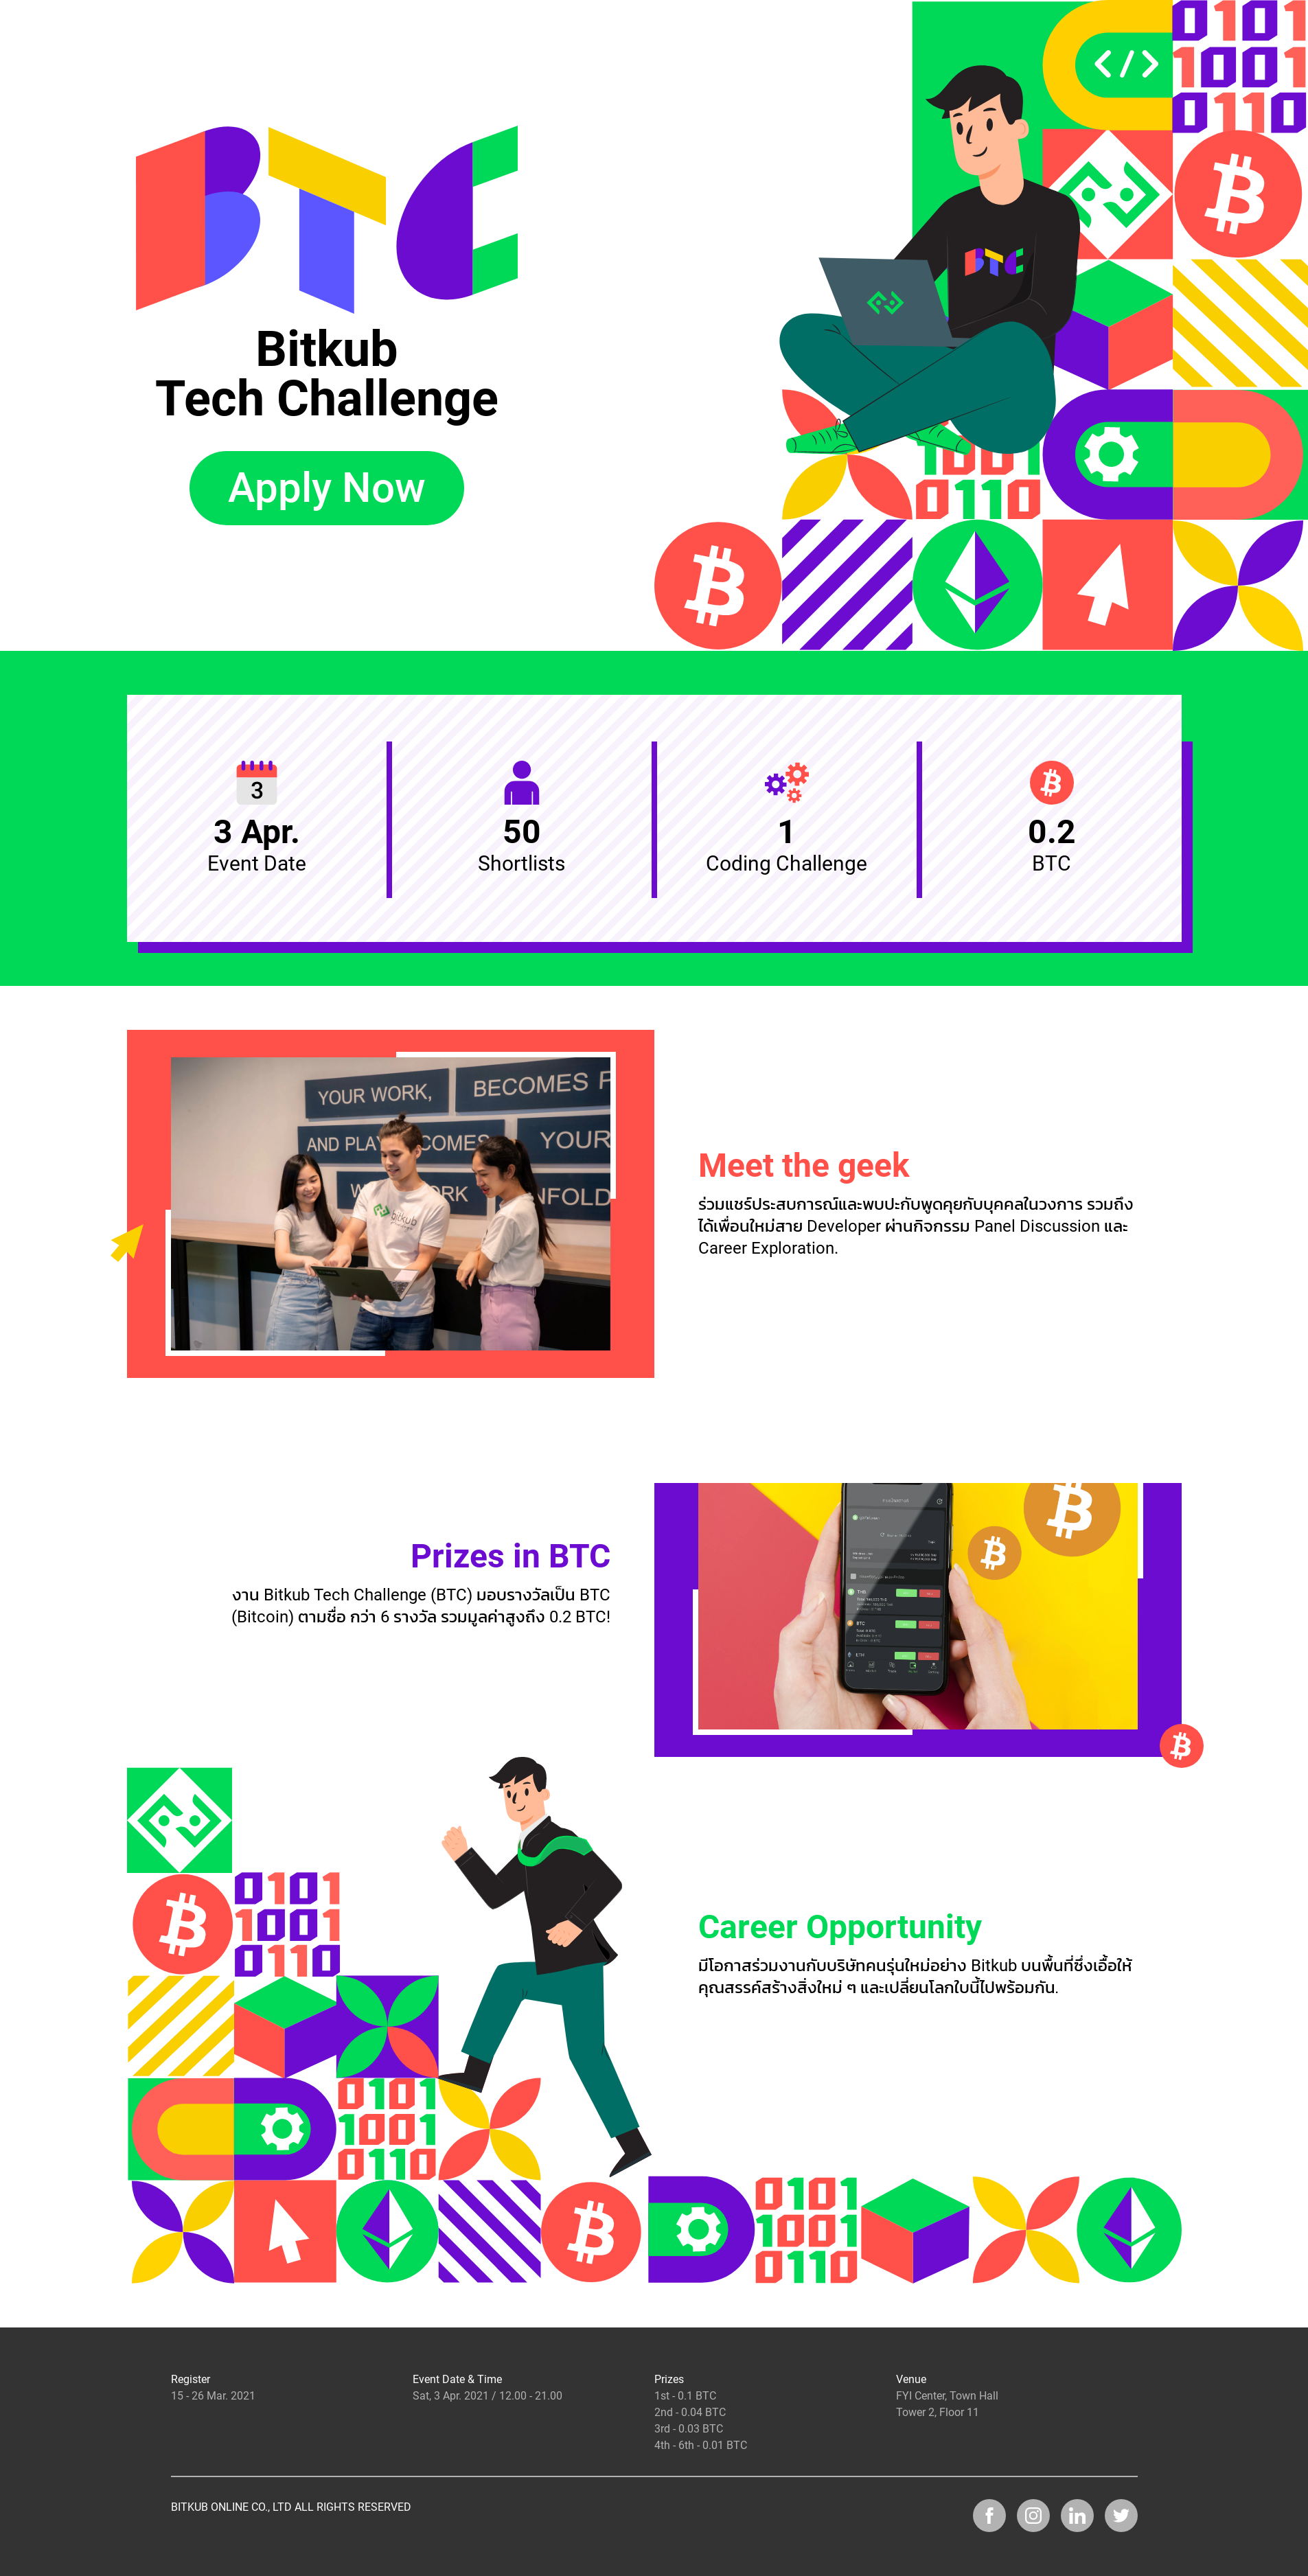 0101
1001
0110
</>
BTC
BTC
Bitkub
Tech Challenge
Apply Now
1001
0110
3
3 Apr.
Event Date
50
Shortlists
1
Coding Challenge
0.2
BTC
YOUR WORK,
BECOMES
AND PLAY
COMES
YOUR
NFOLD
bitkub
Meet the geek
ร่วมแชร์ประสบการณ์และพบปะกับพูดคุยกับบุคคลในวงการ รวมถึง
ได้เพื่อนใหม่สาย Developer ผ่านกิจกรรม Panel Discussion และ
Career Exploration.
Prizes in BTC
งาน Bitkub Tech Challenge (BTC) มอบรางวัลเป็น BTC
(Bitcoin) ตามชื่อ กว่า 6 รางวัล รวมมูลค่าสูงถึง 0.2 BTC!
0101
1001
0110
Career Opportunity
มีโอกาสร่วมงานกับบริษัทคนรุ่นใหม่อย่าง Bitkub บนพื้นที่ซึ่งเอื้อให้
คุณสรรค์สร้างสิ่งใหม่ ๆ และเปลี่ยนโลกใบนี้ไปพร้อมกัน.
0101
1001
0110
0101
1001
0110
Register
15 - 26 Mar. 2021
Event Date & Time
Sat, 3 Apr. 2021 / 12.00 - 21.00
Prizes
1st - 0.1 BTC
2nd - 0.04 BTC
3rd - 0.03 BTC
4th - 6th - 0.01 BTC
Venue
FYI Center, Town Hall
Tower 2, Floor 11
BITKUB ONLINE CO., LTD ALL RIGHTS RESERVED